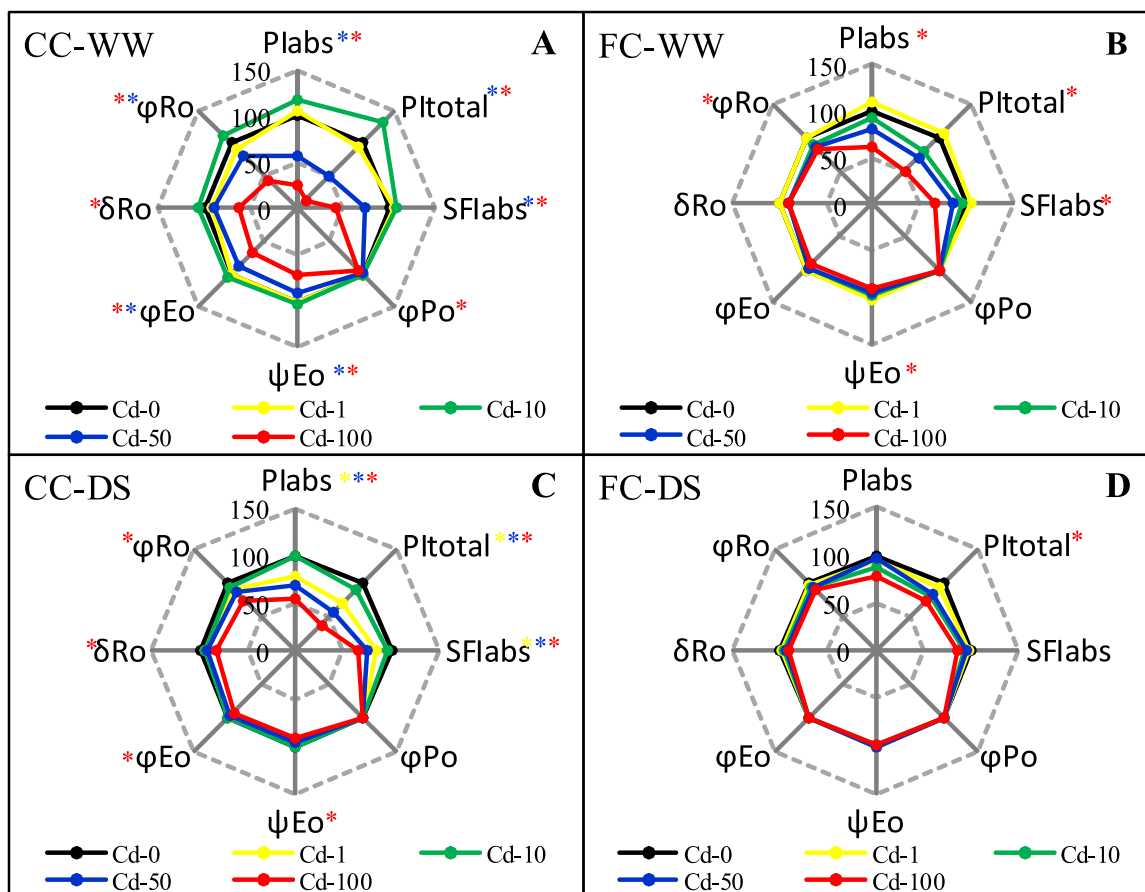 CC-WW
A
PIabs **
150
**φRo
PItotal**
100
50
*δRo
0
SFIabs**
**φEo
φPo*
ψEo **
Cd-0 Cd-1 Cd-10
Cd-50 Cd-100
FC-WW
B
PIabs *
150
*φRo
PItotal*
100
50
δRo
0
SFIabs*
φEo
φPo
ψEo *
Cd-0 Cd-1 Cd-10
Cd-50 Cd-100
CC-DS
C
PIabs ***
150
*φRo
PItotal***
100
50
*δRo
0
SFIabs***
*φEo
φPo
ψEo*
Cd-0 Cd-1 Cd-10
Cd-50 Cd-100
FC-DS
D
PIabs
150
φRo
PItotal*
100
50
δRo
0
SFIabs
φEo
φPo
ψEo
Cd-0 Cd-1 Cd-10
Cd-50 Cd-100